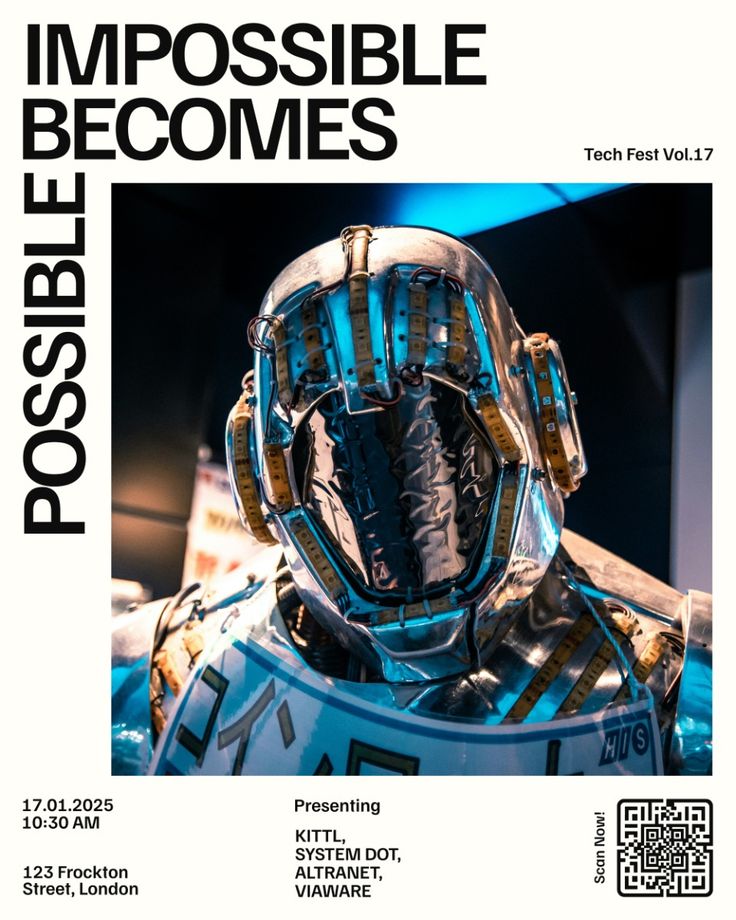 IMPOSSIBLE
BECOMES
POSSIBLE
Tech Fest Vol.17
HIS
17.01.2025
10:30 AM
123 Frockton
Street, London
Presenting
KITTL,
SYSTEM DOT,
ALTRANET,
VIAWARE
Scan Now!